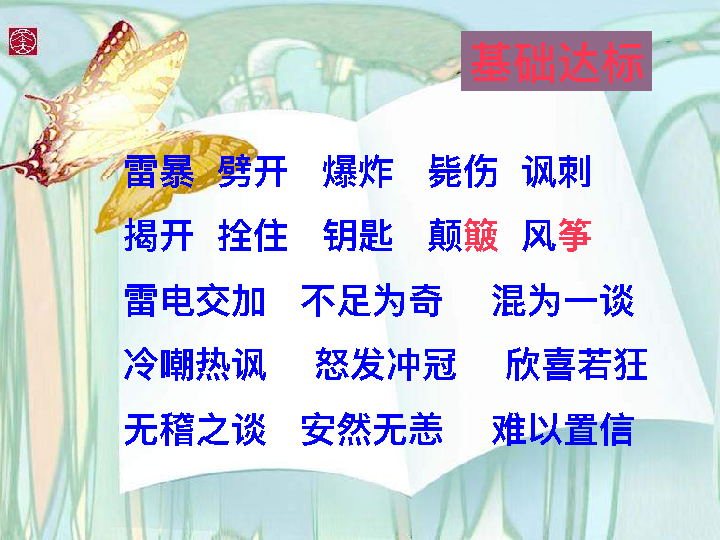 基础达标
雷暴 劈开 爆炸 毙伤 讽刺
揭开 拴住 钥匙 颠簸 风筝
雷电交加 不足为奇 混为一谈
冷嘲热讽 怒发冲冠 欣喜若狂
无稽之谈 安然无恙 难以置信